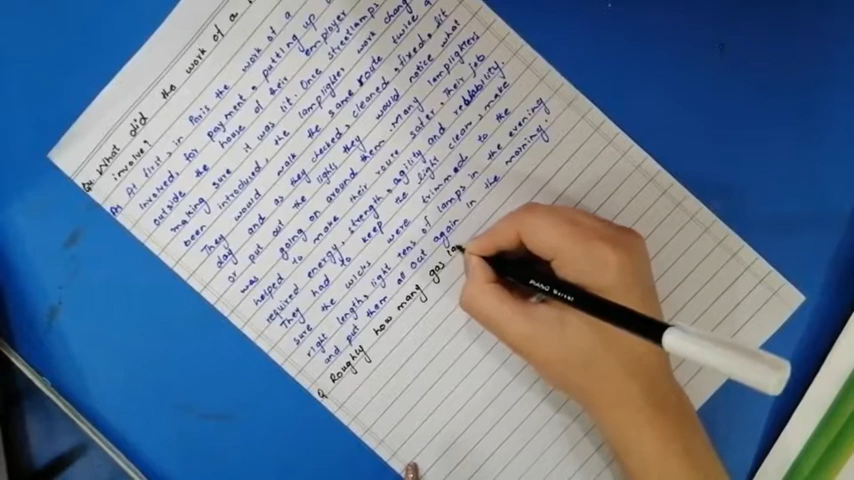 Q. What did the work of a
involve?
A. At first, in Paris the work of a
involved, for payment, putting up
outside the house of their employer
making sure it was lit. Once streetlamps
been introduced, the lamplighter work chang
They would walk the same route twice a
day and as they checked, cleaned, fixed, lit
or put out the lights they would notice what
was going on around them. many lamplighters
helped to make their route safer. Their job
required energy, strength, agility and reliability.
They had to keep the light clean, make
sure the wicks were trimmed to the
right lengths, light tens of lamps in the evening
and put them all out again in the morning.
Q Roughly how many gas la
PIANO